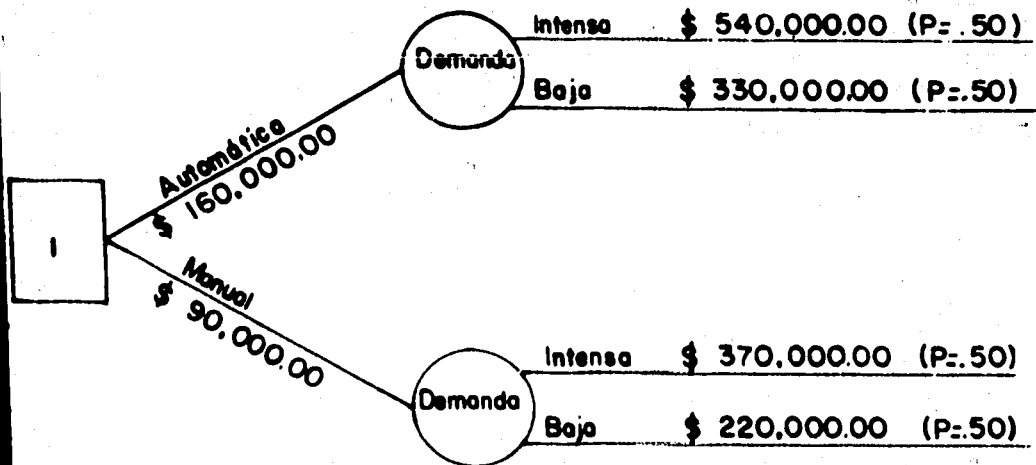 Intensa $ 540,000.00 (P=.50)
Demanda
Baja $ 330,000.00 (P=.50)
Automática
$ 160,000.00
1
Manual
$ 90,000.00
Intensa $ 370,000.00 (P=.50)
Demanda
Baja $ 220,000.00 (P=.50)